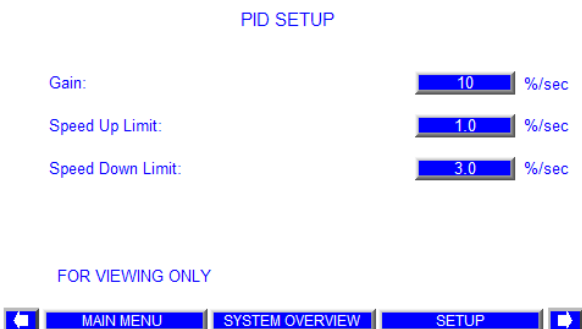 PID SETUP
Gain: 10 %/sec
Speed Up Limit: 1.0 %/sec
Speed Down Limit: 3.0 %/sec
FOR VIEWING ONLY
MAIN MENU SYSTEM OVERVIEW SETUP